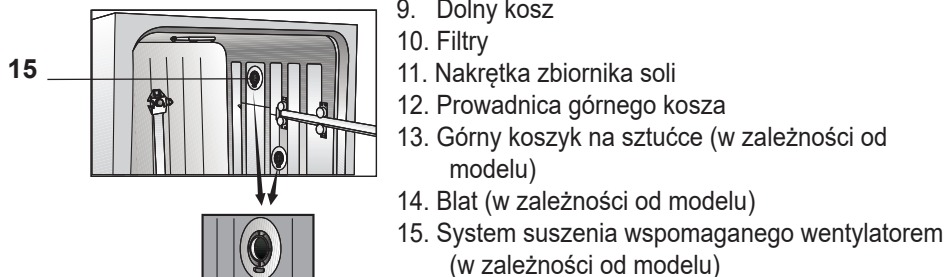 15
9. Dolny kosz
10. Filtry
11. Nakrętka zbiornika soli
12. Prowadnica górnego kosza
13. Górny koszyk na sztućce (w zależności od
modelu)
14. Blat (w zależności od modelu)
15. System suszenia wspomaganego wentylatorem
(w zależności od modelu)